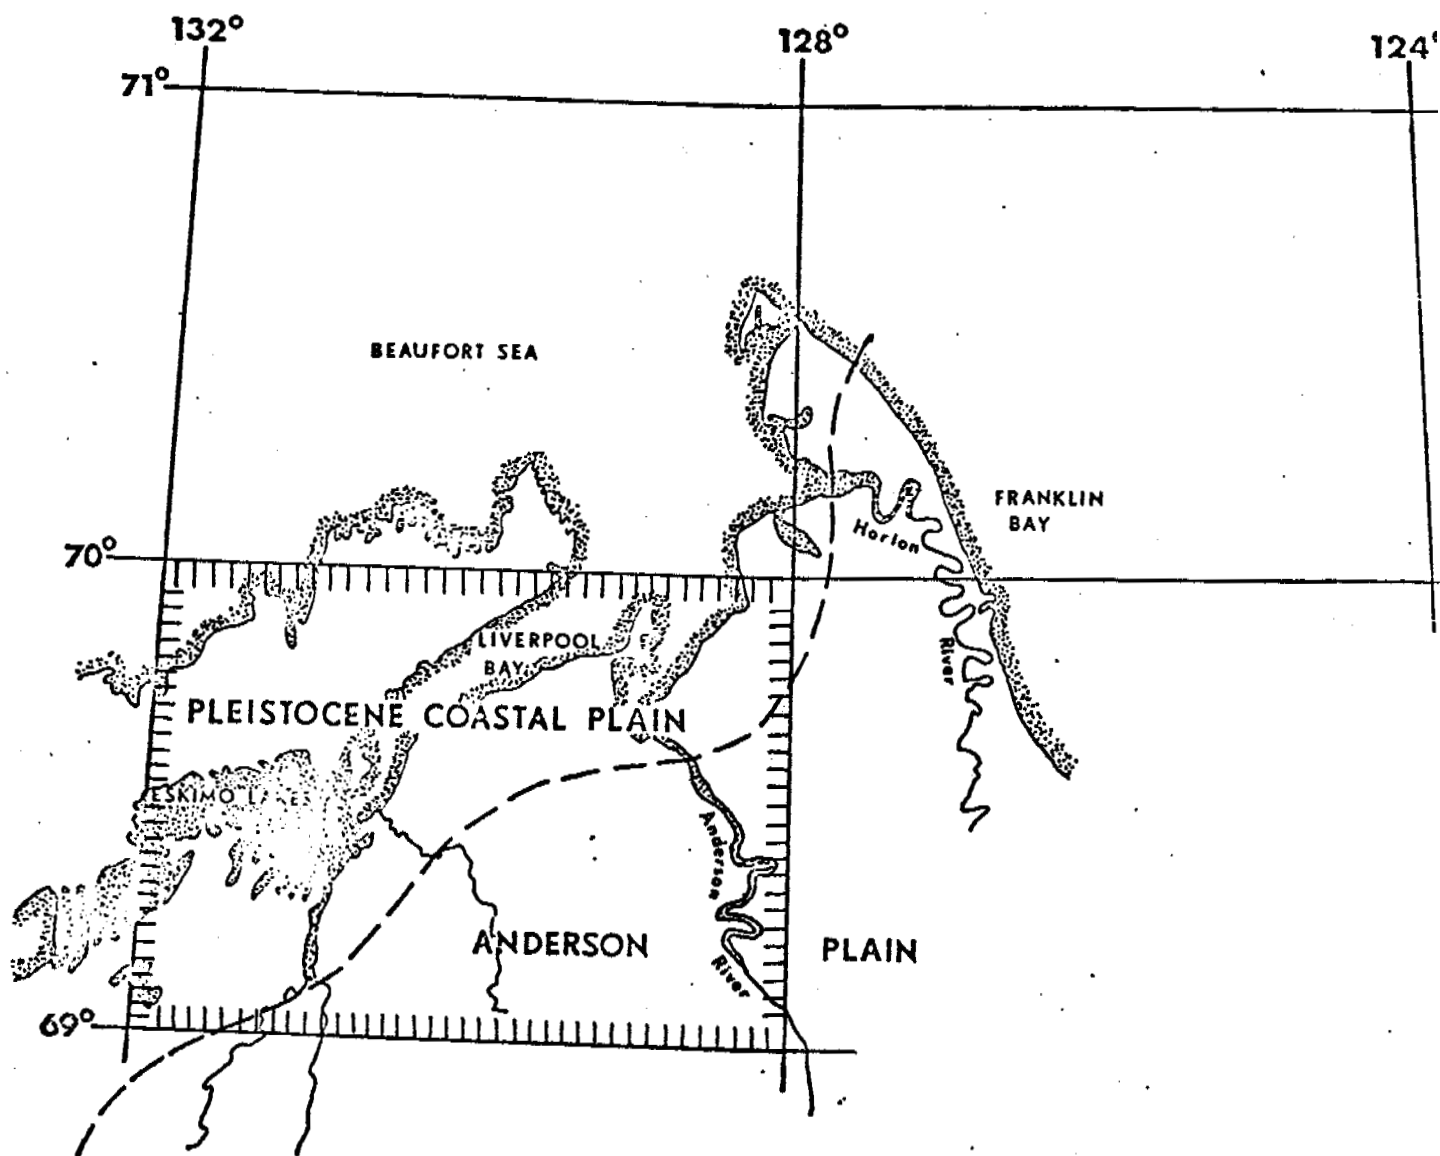 132°
128°
124°
71°
BEAUFORT SEA
FRANKLIN
BAY
Horton
River
70°
LIVERPOOL
BAY
PLEISTOCENE COASTAL PLAIN
ESKIMO LAKES
Anderson
River
ANDERSON PLAIN
69°